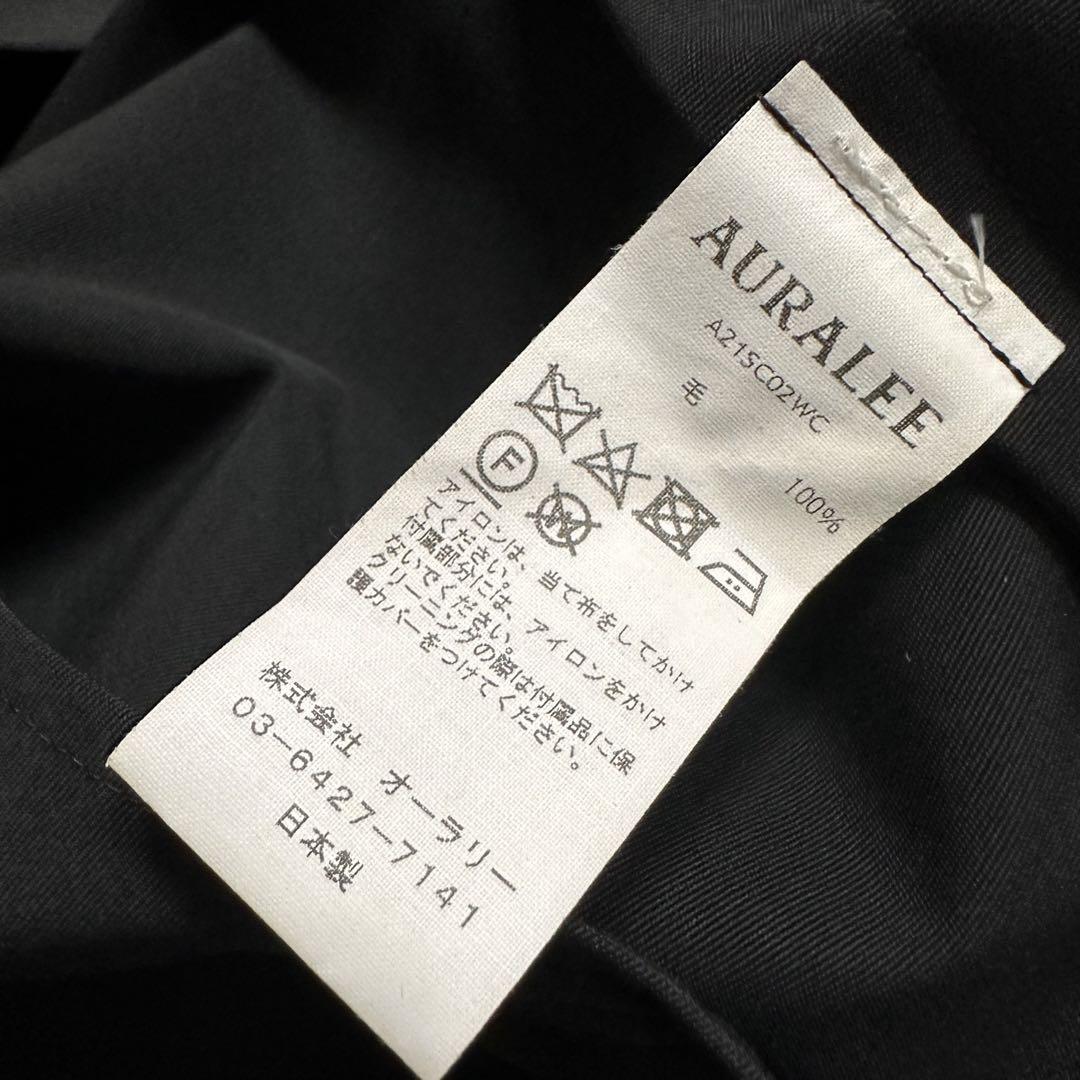 AURALEE
A21SC02WC
毛 100%
F
W
アイロンは、当て布をしてかけ
てください。
付属部分には、アイロンをかけ
ないでください。
クリーニングの際は付属品に保
護カバーをつけてください。
株式会社 オーラリー
03-6427-7141
日本製